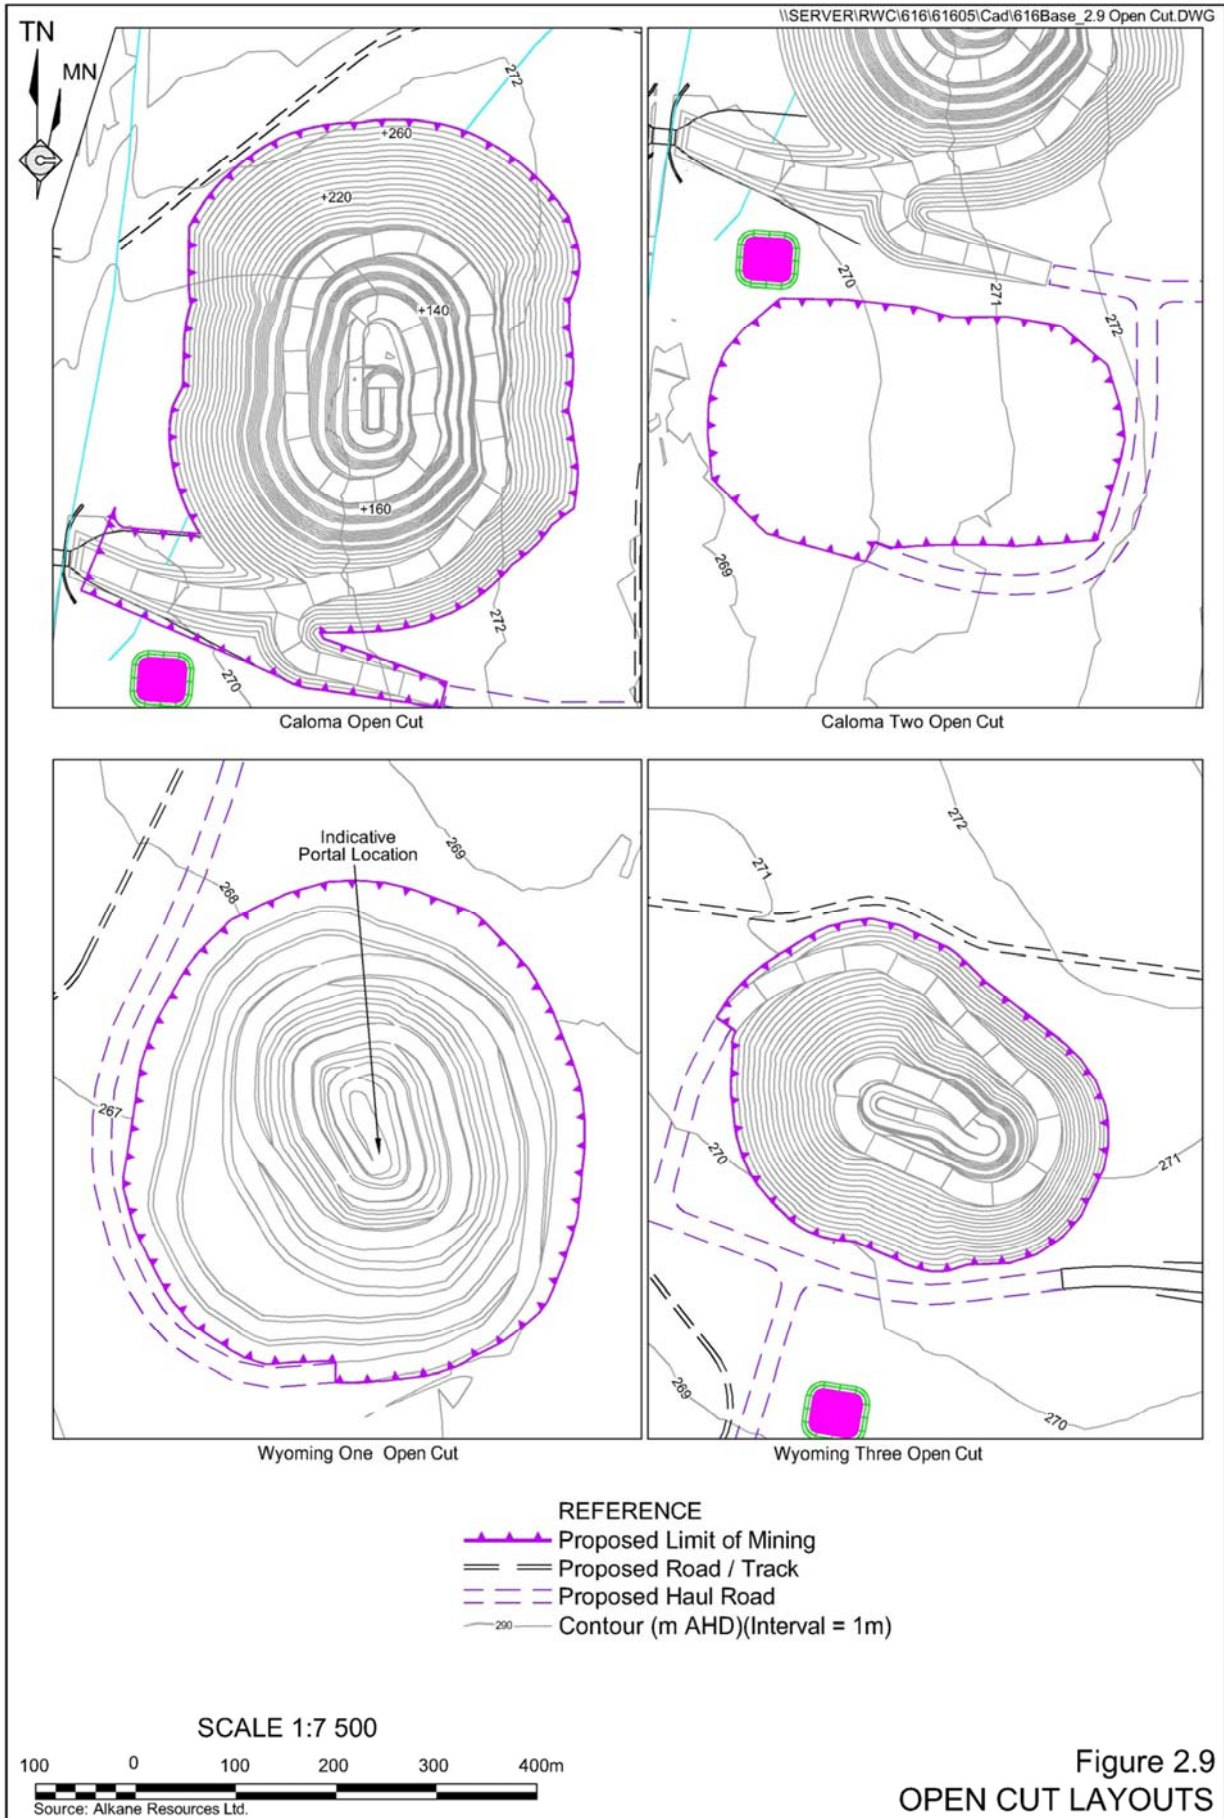 \\SERVER\RWC\616\61605\Cad\616Base_2.9 Open Cut.DWG
TN
MN
272
+260
+220
+140
+160
272
270
Caloma Open Cut
270
271
272
269
Caloma Two Open Cut
Indicative
Portal Location
269
268
267
Wyoming One Open Cut
272
271
270
271
269
270
Wyoming Three Open Cut
REFERENCE
Proposed Limit of Mining
Proposed Road / Track
Proposed Haul Road
290
Contour (m AHD)(Interval = 1m)
SCALE 1:7 500
100 0 100 200 300 400m
Source: Alkane Resources Ltd.
Figure 2.9
OPEN CUT LAYOUTS